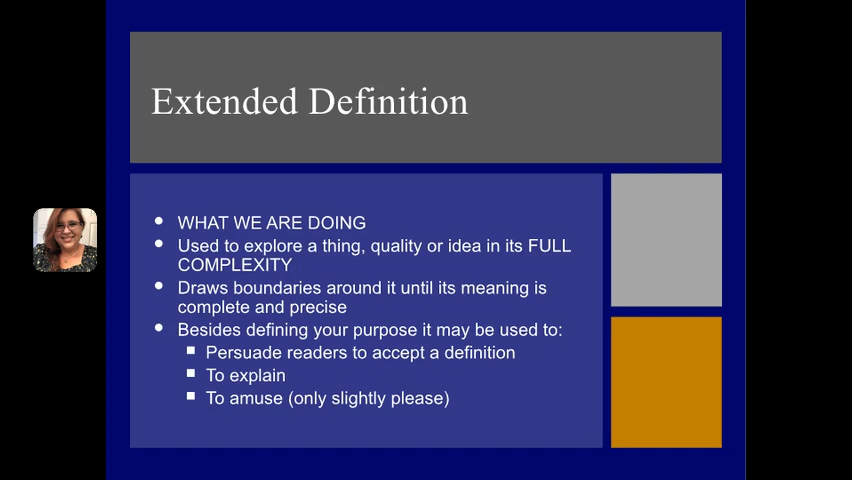 Extended Definition
WHAT WE ARE DOING
Used to explore a thing, quality or idea in its FULL
COMPLEXITY
Draws boundaries around it until its meaning is
complete and precise
Besides defining your purpose it may be used to:
Persuade readers to accept a definition
To explain
To amuse (only slightly please)